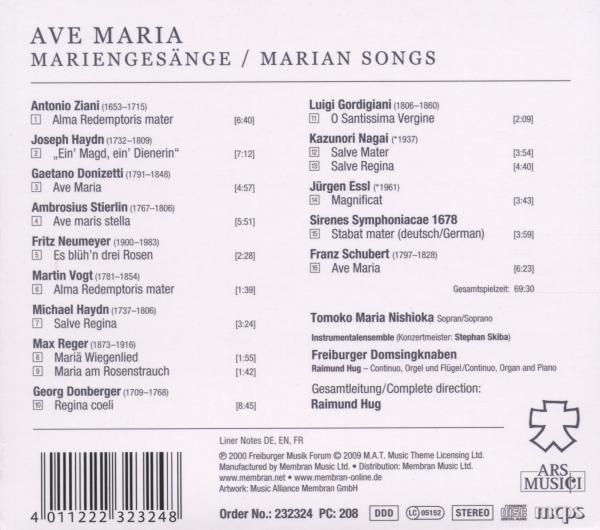 AVE MARIA
MARIENGESÄNGE / MARIAN SONGS
Antonio Ziani (1653–1715)
1 Alma Redemptoris mater [6:40]
Joseph Haydn (1732–1809)
2 „Ein' Magd, ein' Dienerin“ [7:12]
Gaetano Donizetti (1791–1848)
3 Ave Maria [4:57]
Ambrosius Stierlin (1767–1806)
4 Ave maris stella [5:51]
Fritz Neumeyer (1900–1983)
5 Es blüh'n drei Rosen [2:28]
Martin Vogt (1781–1854)
6 Alma Redemptoris mater [1:39]
Michael Haydn (1737–1806)
7 Salve Regina [3:24]
Max Reger (1873–1916)
8 Mariä Wiegenlied [1:55]
9 Maria am Rosenstrauch [1:42]
Georg Donberger (1709–1768)
10 Regina coeli [8:45]
Luigi Gordigiani (1806–1860)
11 O Santissima Vergine [2:09]
Kazunori Nagai (*1937)
12 Salve Mater [3:54]
13 Salve Regina [4:40]
Jürgen Essl (*1961)
14 Magnificat [3:43]
Sirenes Symphoniacae 1678
15 Stabat mater (deutsch/German) [3:59]
Franz Schubert (1797–1828)
16 Ave Maria [6:23]
Gesamtspielzeit: 69:30
Tomoko Maria Nishioka Sopran/Soprano
Instrumentalensemble (Konzertmeister: Stephan Skiba)
Freiburger Domsingknaben
Raimund Hug – Continuo, Orgel und Flügel/Continuo, Organ and Piano
Gesamtleitung/Complete direction:
Raimund Hug
Liner Notes DE, EN, FR
℗ 2000 Freiburger Musik Forum © 2009 M.A.T. Music Theme Licensing Ltd.
Manufactured by Membran Music Ltd. • Distribution: Membran Music Ltd.
www.membran.net • www.membran-online.de
Artwork: Music Alliance Membran GmbH
Order No.: 232324 PC: 208 DDD LC 05152 STEREO COMPACT disc DIGITAL AUDIO mcps
ARS
MUSICI
4 011222 323248